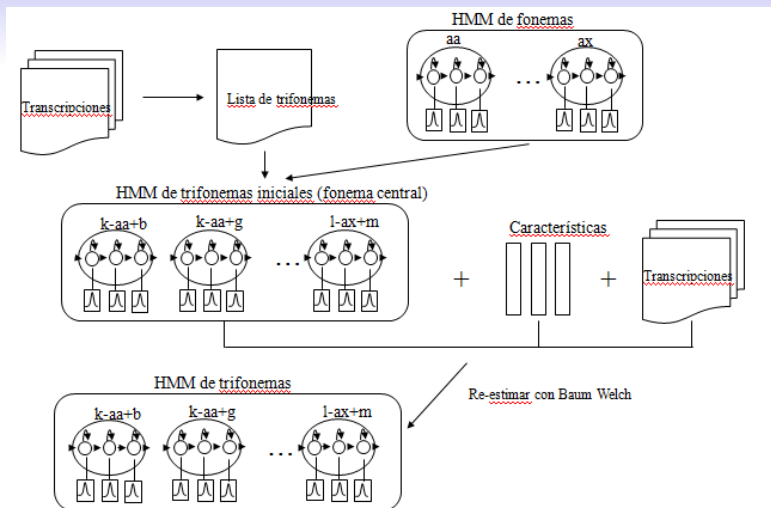 HMM de fonemas
aa
ax
...
Transcripciones
Lista de trifonemas
HMM de trifonemas iniciales (fonema central)
k-aa+b
k-aa+g
l-ax+m
...
+
Características
+
Transcripciones
HMM de trifonemas
Re-estimar con Baum Welch
k-aa+b
k-aa+g
l-ax+m
...